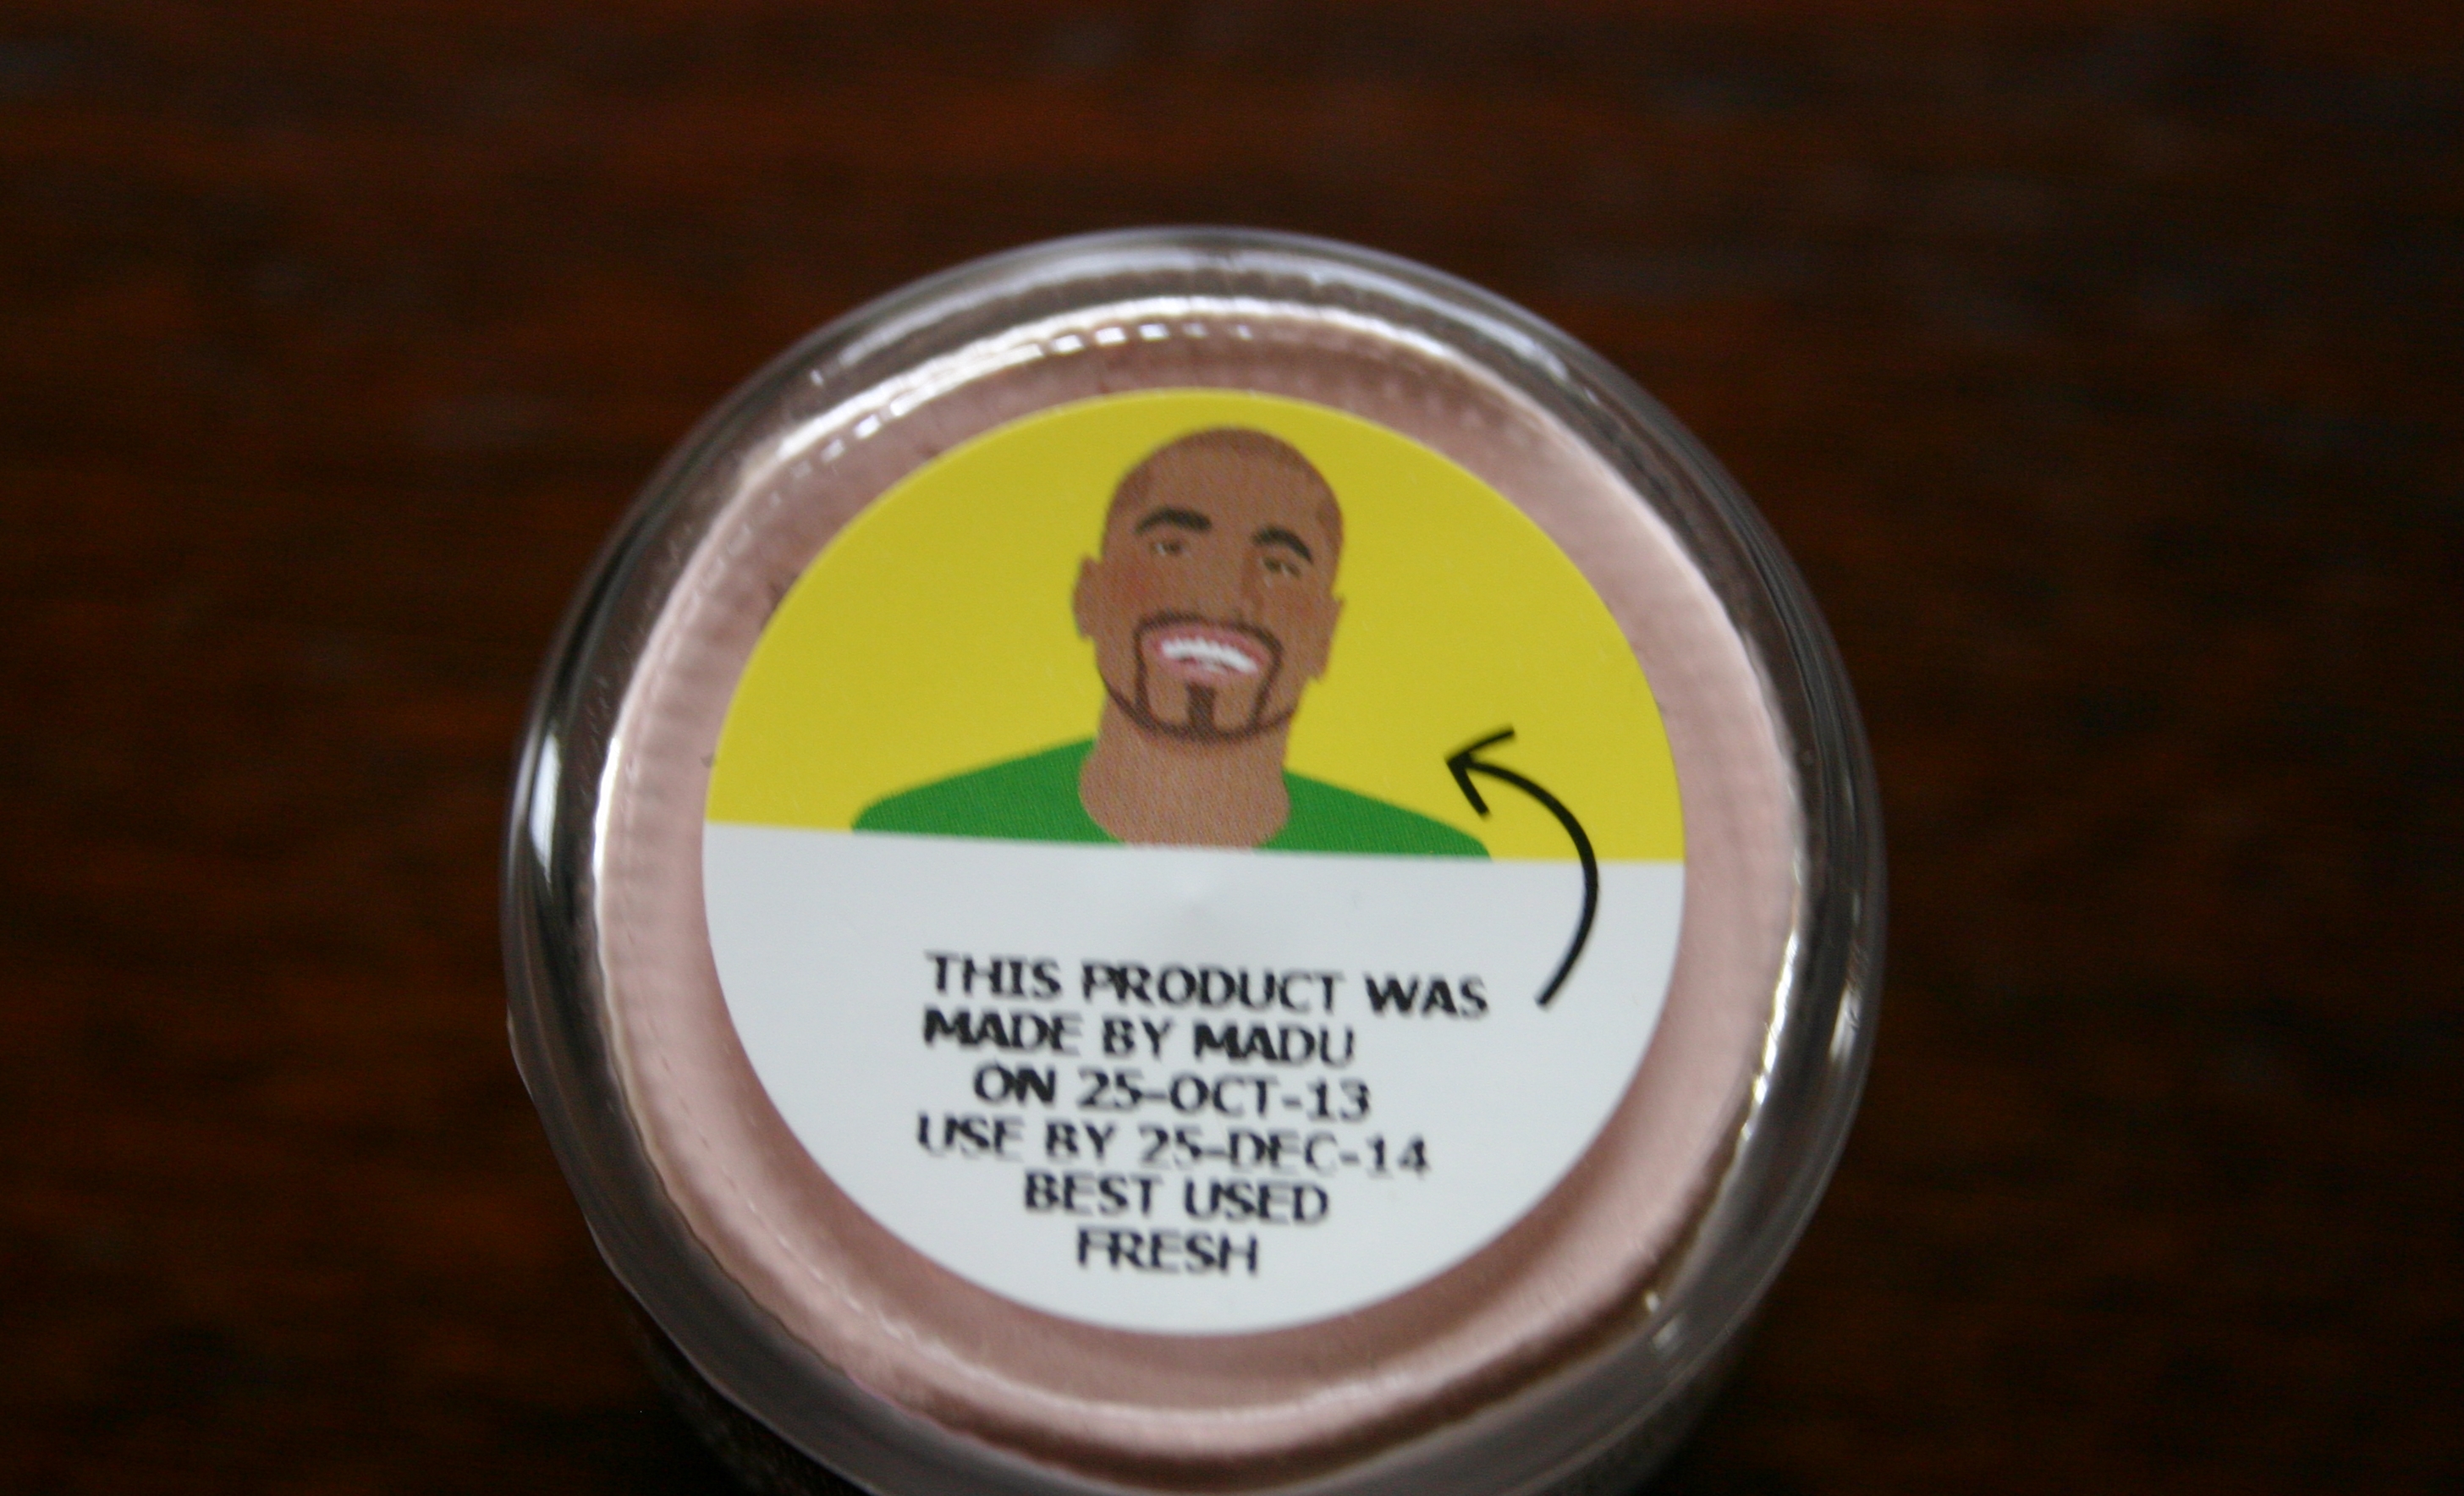 THIS PRODUCT WAS
MADE BY MADU
ON 25-OCT-13
USE BY 25-DEC-14
BEST USED
FRESH